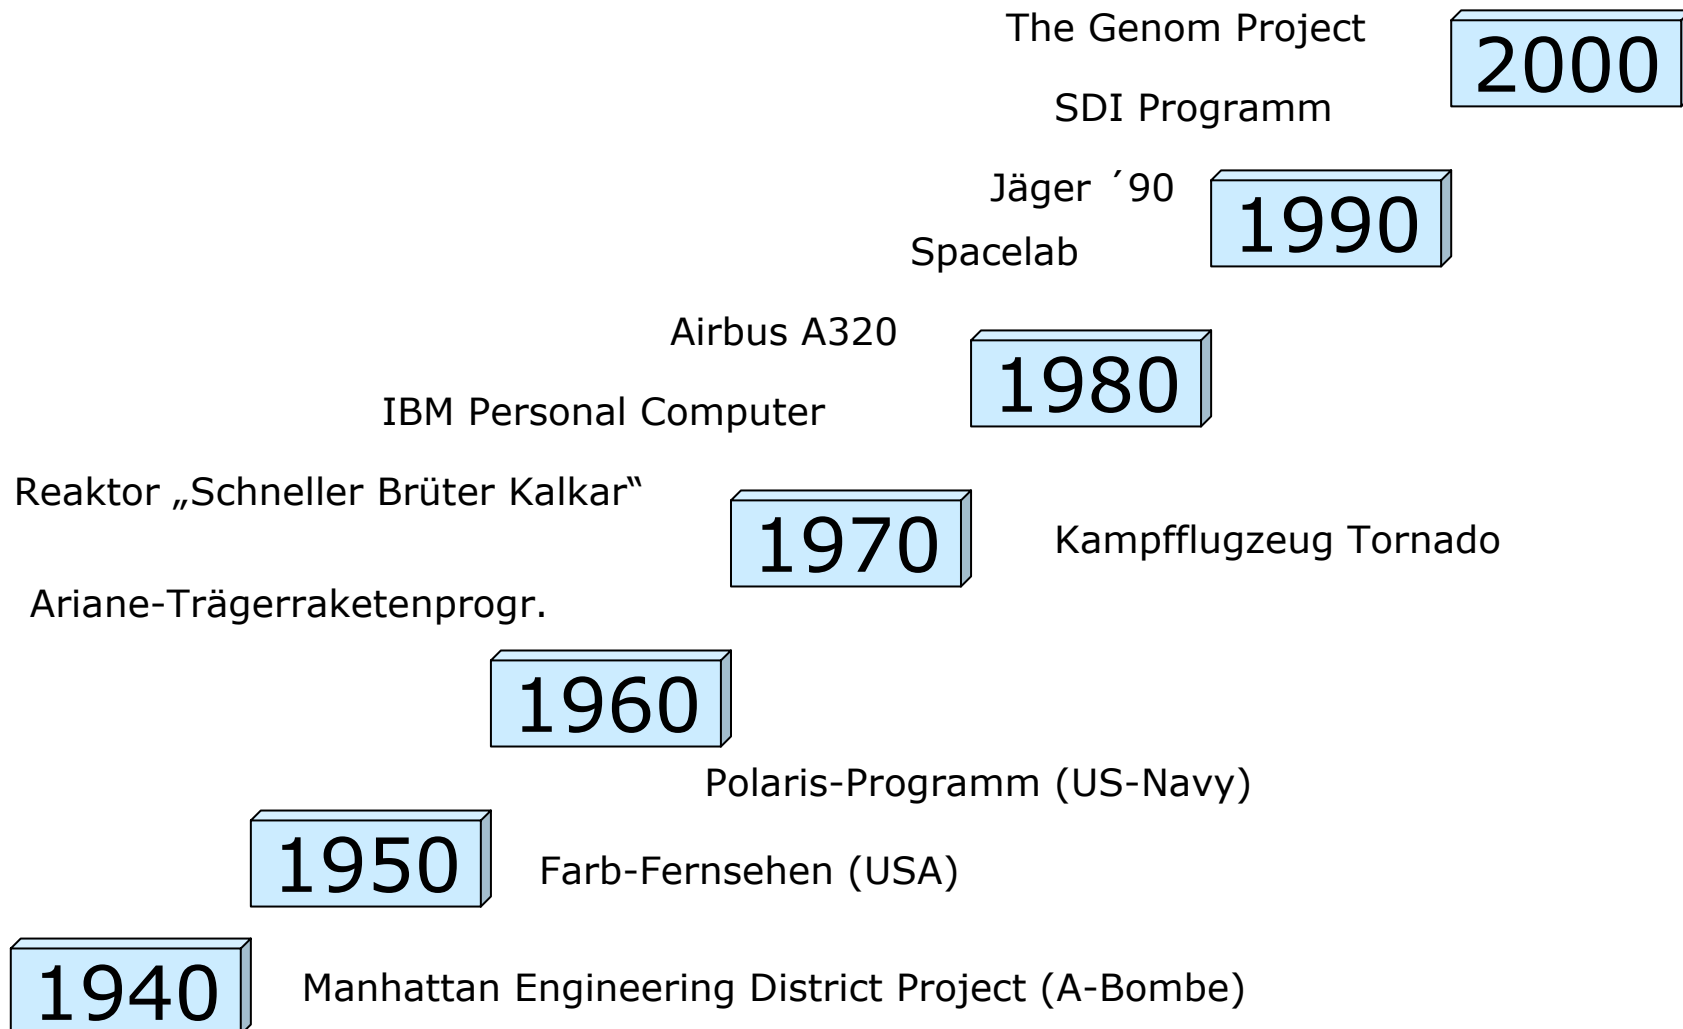 The Genom Project
2000
SDI Programm
Jäger ´90
1990
Spacelab
Airbus A320
1980
IBM Personal Computer
Reaktor „Schneller Brüter Kalkar“
1970
Kampfflugzeug Tornado
Ariane-Trägerraketenprogr.
1960
Polaris-Programm (US-Navy)
1950
Farb-Fernsehen (USA)
1940
Manhattan Engineering District Project (A-Bombe)